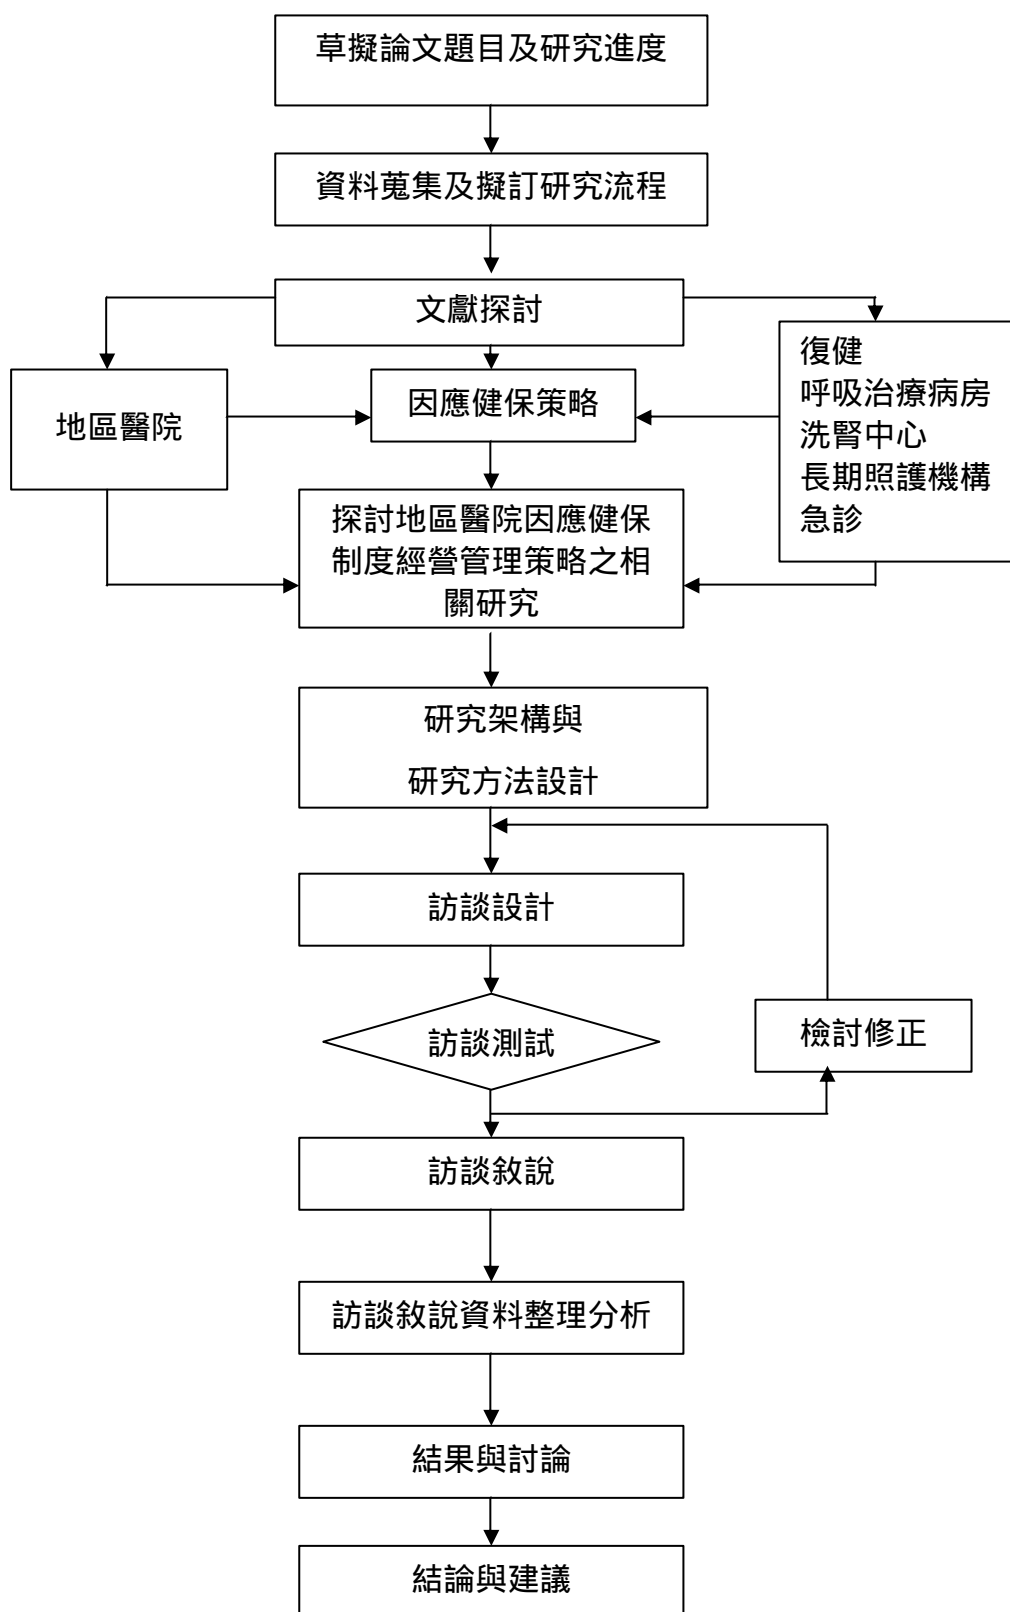 草擬論文題目及研究進度
資料蒐集及擬訂研究流程
文獻探討
地區醫院
因應健保策略
復健
呼吸治療病房
洗腎中心
長期照護機構
急診
探討地區醫院因應健保
制度經營管理策略之相
關研究
研究架構與
研究方法設計
訪談設計
訪談測試
檢討修正
訪談敘說
訪談敘說資料整理分析
結果與討論
結論與建議